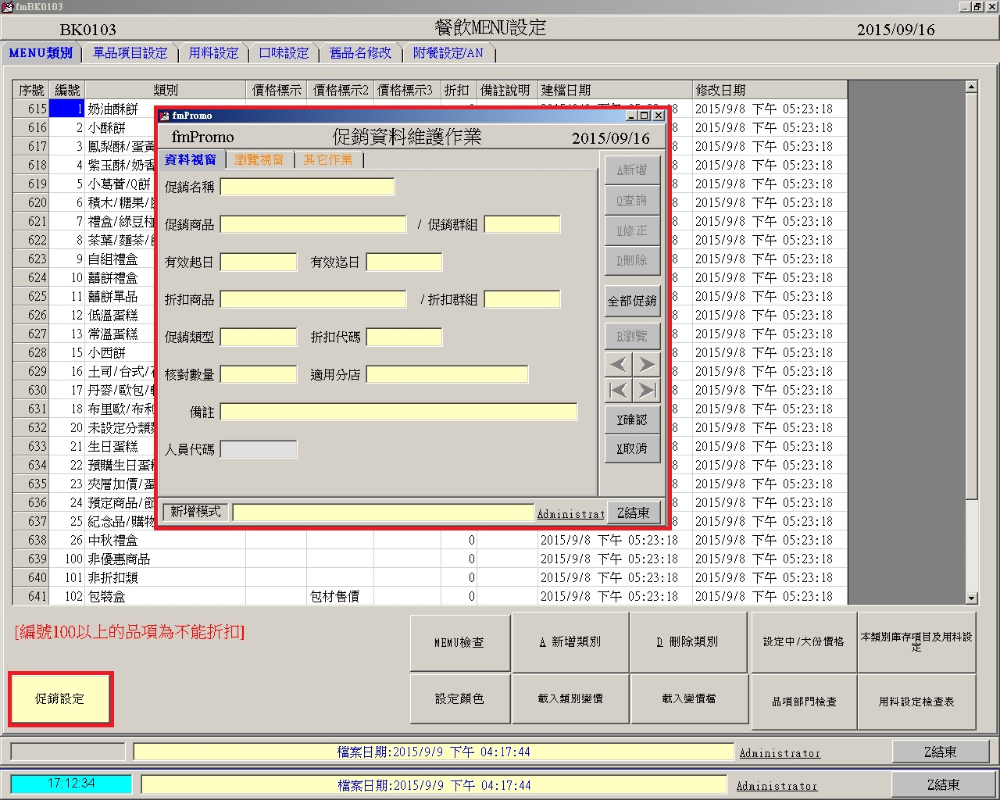 fmBK0103
BK0103 餐飲MENU設定 2015/09/16
MENU類別 單品項目設定 用料設定 口味設定 舊品名修改 附餐設定/AN
序號 編號 類別 價格標示 價格標示2 價格標示3 折扣 備註說明 建檔日期 修改日期
615 1 奶油酥餅 2015/9/8 下午 05:23:18
616 2 小酥餅 8 2015/9/8 下午 05:23:18
617 3 鳳梨酥/蛋黃 8 2015/9/8 下午 05:23:18
618 4 紫玉酥/奶香 8 2015/9/8 下午 05:23:18
619 5 小葛蕾/Q餅 8 2015/9/8 下午 05:23:18
620 6 積木/糖果/ 8 2015/9/8 下午 05:23:18
621 7 禮盒/綠豆椪 8 2015/9/8 下午 05:23:18
622 8 茶葉/麵茶/ 8 2015/9/8 下午 05:23:18
623 9 自組禮盒 8 2015/9/8 下午 05:23:18
624 10 囍餅禮盒 8 2015/9/8 下午 05:23:18
625 11 囍餅單品 8 2015/9/8 下午 05:23:18
626 12 低溫蛋糕 8 2015/9/8 下午 05:23:18
627 13 常溫蛋糕 8 2015/9/8 下午 05:23:18
628 15 小西餅 8 2015/9/8 下午 05:23:18
629 16 土司/台式/ 8 2015/9/8 下午 05:23:18
630 17 丹麥/歐包/ 8 2015/9/8 下午 05:23:18
631 18 布里歐/布利 8 2015/9/8 下午 05:23:18
632 20 未設定分類 8 2015/9/8 下午 05:23:18
633 21 生日蛋糕 8 2015/9/8 下午 05:23:18
634 22 預購生日蛋糕 8 2015/9/8 下午 05:23:18
635 23 夾層加價/蛋 8 2015/9/8 下午 05:23:18
636 24 預定商品/節 8 2015/9/8 下午 05:23:18
637 25 紀念品/購物 8 2015/9/8 下午 05:23:18
638 26 中秋禮盒 0 2015/9/8 下午 05:23:18 2015/9/8 下午 05:23:18
639 100 非優惠商品 0 2015/9/8 下午 05:23:18 2015/9/8 下午 05:23:18
640 101 非折扣類 0 2015/9/8 下午 05:23:18 2015/9/8 下午 05:23:18
641 102 包裝盒 包材售價 0 2015/9/8 下午 05:23:18 2015/9/8 下午 05:23:18
fmPromo
fmPromo 促銷資料維護作業 2015/09/16
資料視窗 瀏覽視窗 其它作業
促銷名稱
促銷商品 / 促銷群組
有效起日 有效迄日
折扣商品 / 折扣群組
促銷類型 折扣代碼
核對數量 適用分店
備註
人員代碼
A新增
Q查詢
U修正
D刪除
全部促銷
B瀏覽
Y確認
X取消
新增模式 Administrat Z結束
[編號100以上的品項為不能折扣]
促銷設定
MEMU檢查 A 新增類別 D 刪除類別 設定中/大份價格 本類別庫存項目及用料設定
設定顏色 載入類別變價 載入變價檔 品項部門檢查 用料設定檢查表
檔案日期:2015/9/9 下午 04:17:44 Administrator Z結束
17:12:34 檔案日期:2015/9/9 下午 04:17:44 Administrator Z結束